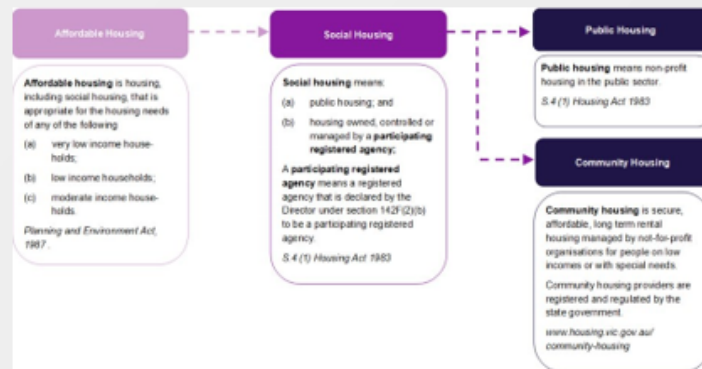 Affordable Housing
Affordable housing is housing,
including social housing, that is
appropriate for the housing needs
of any of the following
(a) very low income house-
holds;
(b) low income households;
(c) moderate income house-
holds.
Planning and Environment Act,
1987 .
Social Housing
Social housing means:
(a) public housing; and
(b) housing owned, controlled or
managed by a participating
registered agency;
A participating registered
agency means a registered
agency that is declared by the
Director under section 142F(2)(b)
to be a participating registered
agency.
S.4 (1) Housing Act 1983
Public Housing
Public housing means non-profit
housing in the public sector.
S.4 (1) Housing Act 1983
Community Housing
Community housing is secure,
affordable, long term rental
housing managed by not-for-profit
organisations for people on low
incomes or with special needs.
Community housing providers are
registered and regulated by the
state government.
www.housing.vic.gov.au/
community-housing